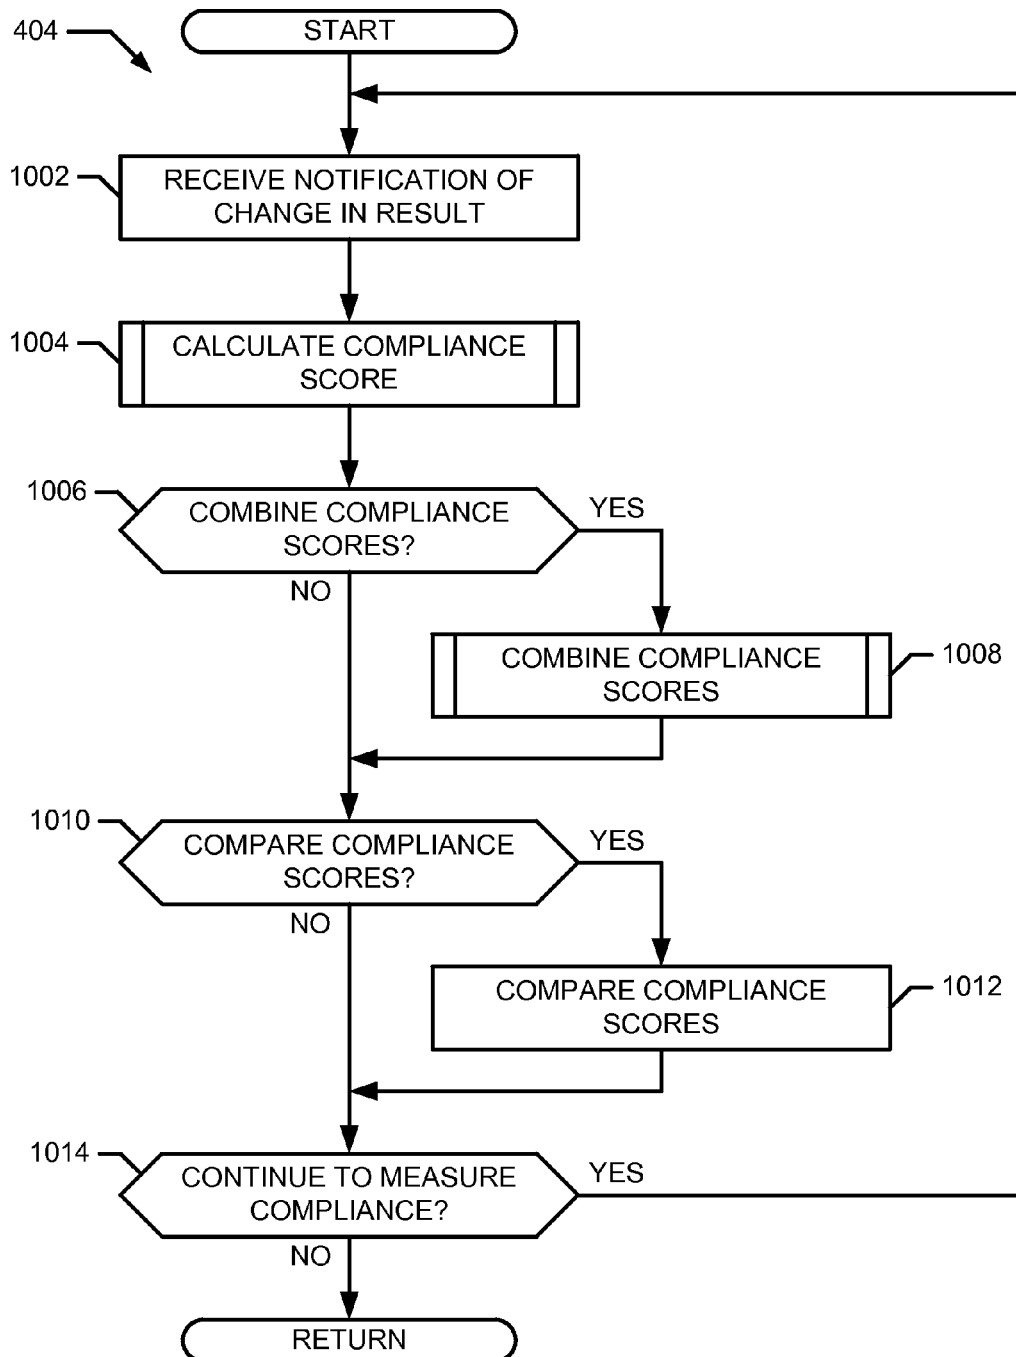 404
START
1002
RECEIVE NOTIFICATION OF
CHANGE IN RESULT
1004
CALCULATE COMPLIANCE
SCORE
1006
COMBINE COMPLIANCE
SCORES?
YES
NO
COMBINE COMPLIANCE
SCORES
1008
1010
COMPARE COMPLIANCE
SCORES?
YES
NO
COMPARE COMPLIANCE
SCORES
1012
1014
CONTINUE TO MEASURE
COMPLIANCE?
YES
NO
RETURN